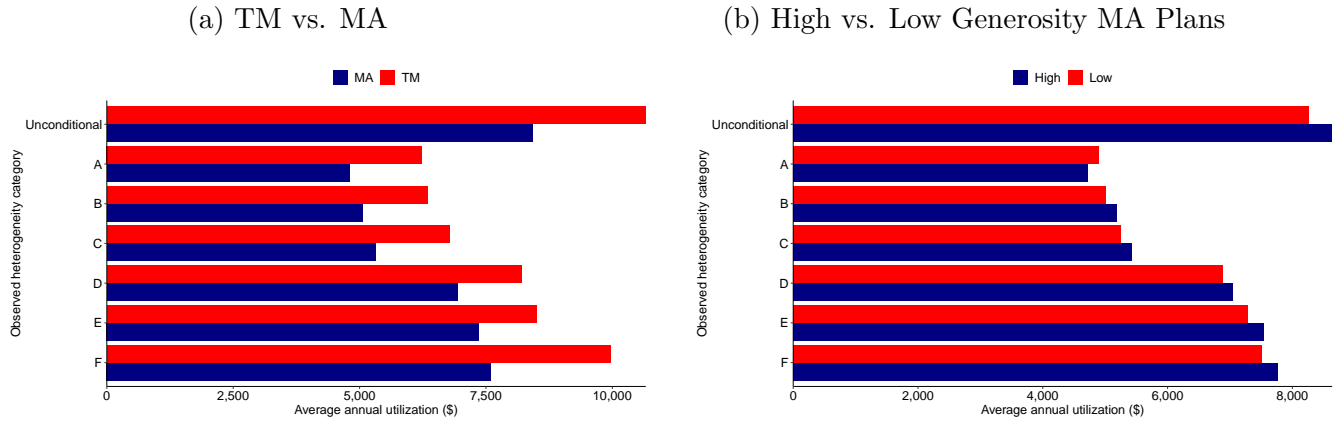 (a) TM vs. MA
MA TM
Observed heterogeneity category
Unconditional
A
B
C
D
E
F
0 2,500 5,000 7,500 10,000
Average annual utilization ($)
(b) High vs. Low Generosity MA Plans
High Low
Observed heterogeneity category
Unconditional
A
B
C
D
E
F
0 2,000 4,000 6,000 8,000
Average annual utilization ($)